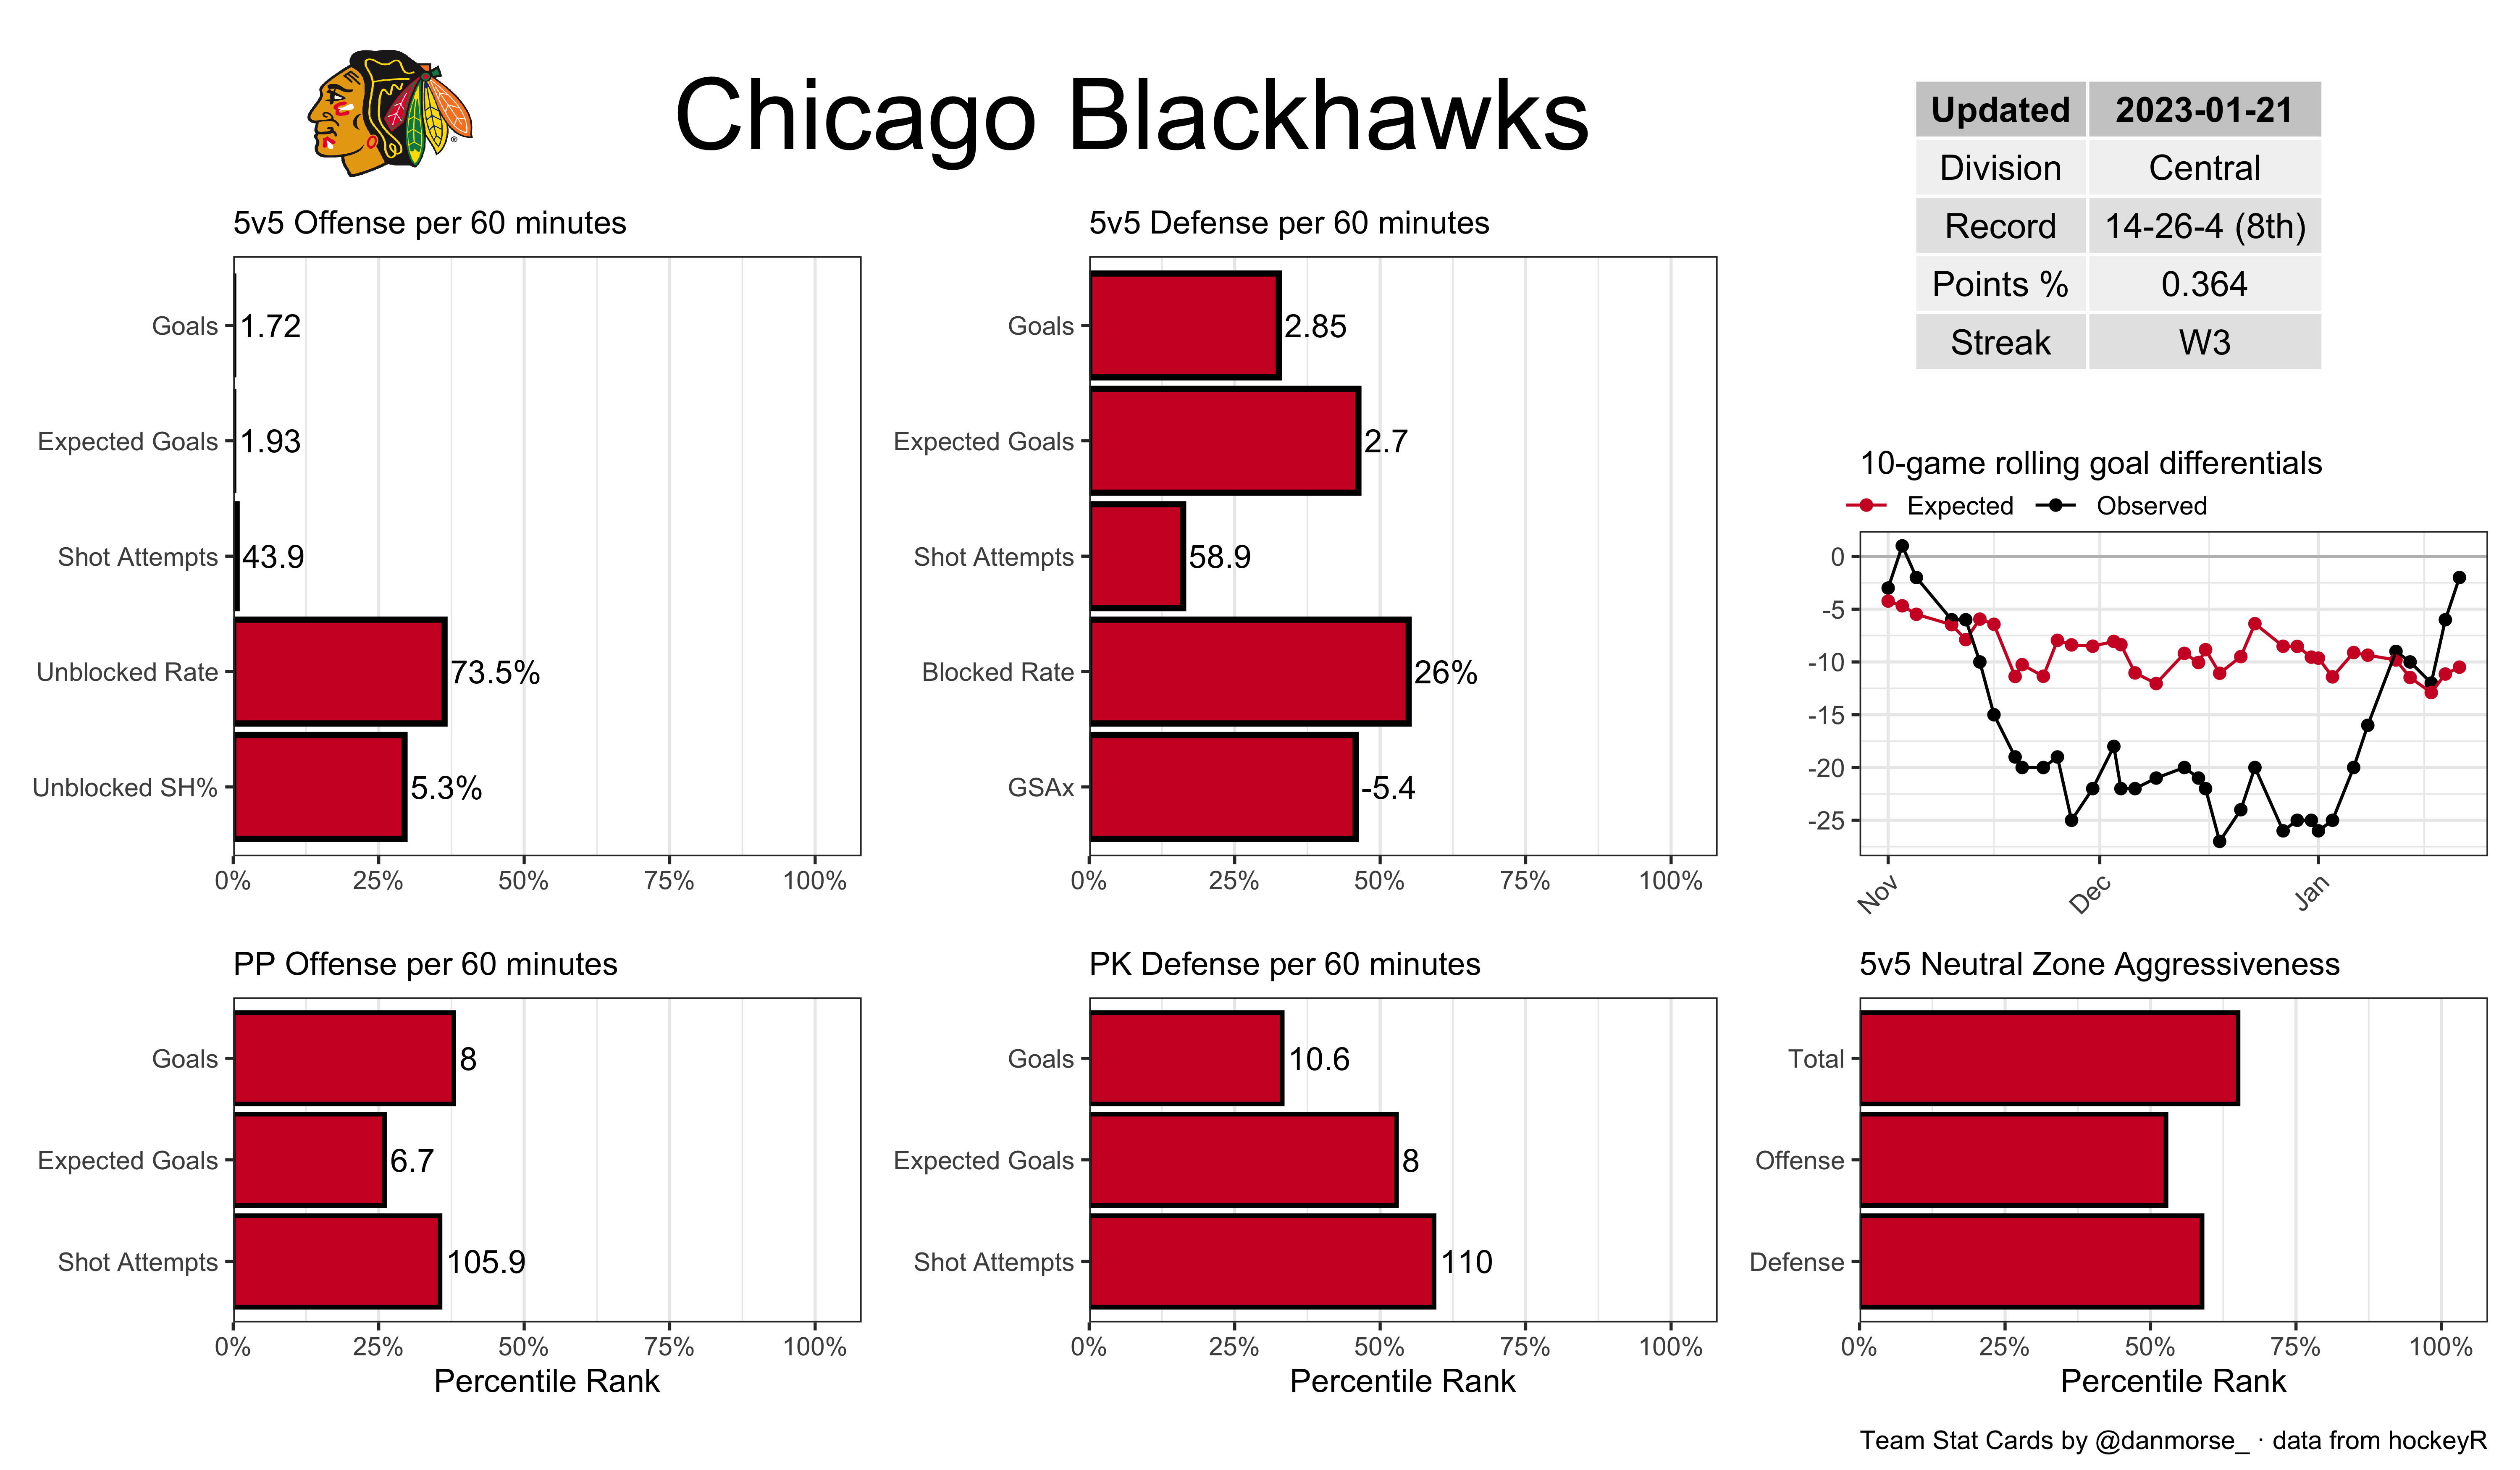 Chicago Blackhawks
Updated 2023-01-21
Division Central
Record 14-26-4 (8th)
Points % 0.364
Streak W3
5v5 Offense per 60 minutes
Goals 1.72
Expected Goals 1.93
Shot Attempts 43.9
Unblocked Rate 73.5%
Unblocked SH% 5.3%
0% 25% 50% 75% 100%
5v5 Defense per 60 minutes
Goals 2.85
Expected Goals 2.7
Shot Attempts 58.9
Blocked Rate 26%
GSAx -5.4
0% 25% 50% 75% 100%
10-game rolling goal differentials
Expected Observed
0
-5
-10
-15
-20
-25
Nov Dec Jan
PP Offense per 60 minutes
Goals 8
Expected Goals 6.7
Shot Attempts 105.9
0% 25% 50% 75% 100%
Percentile Rank
PK Defense per 60 minutes
Goals 10.6
Expected Goals 8
Shot Attempts 110
0% 25% 50% 75% 100%
Percentile Rank
5v5 Neutral Zone Aggressiveness
Total
Offense
Defense
0% 25% 50% 75% 100%
Percentile Rank
Team Stat Cards by @danmorse_ · data from hockeyR